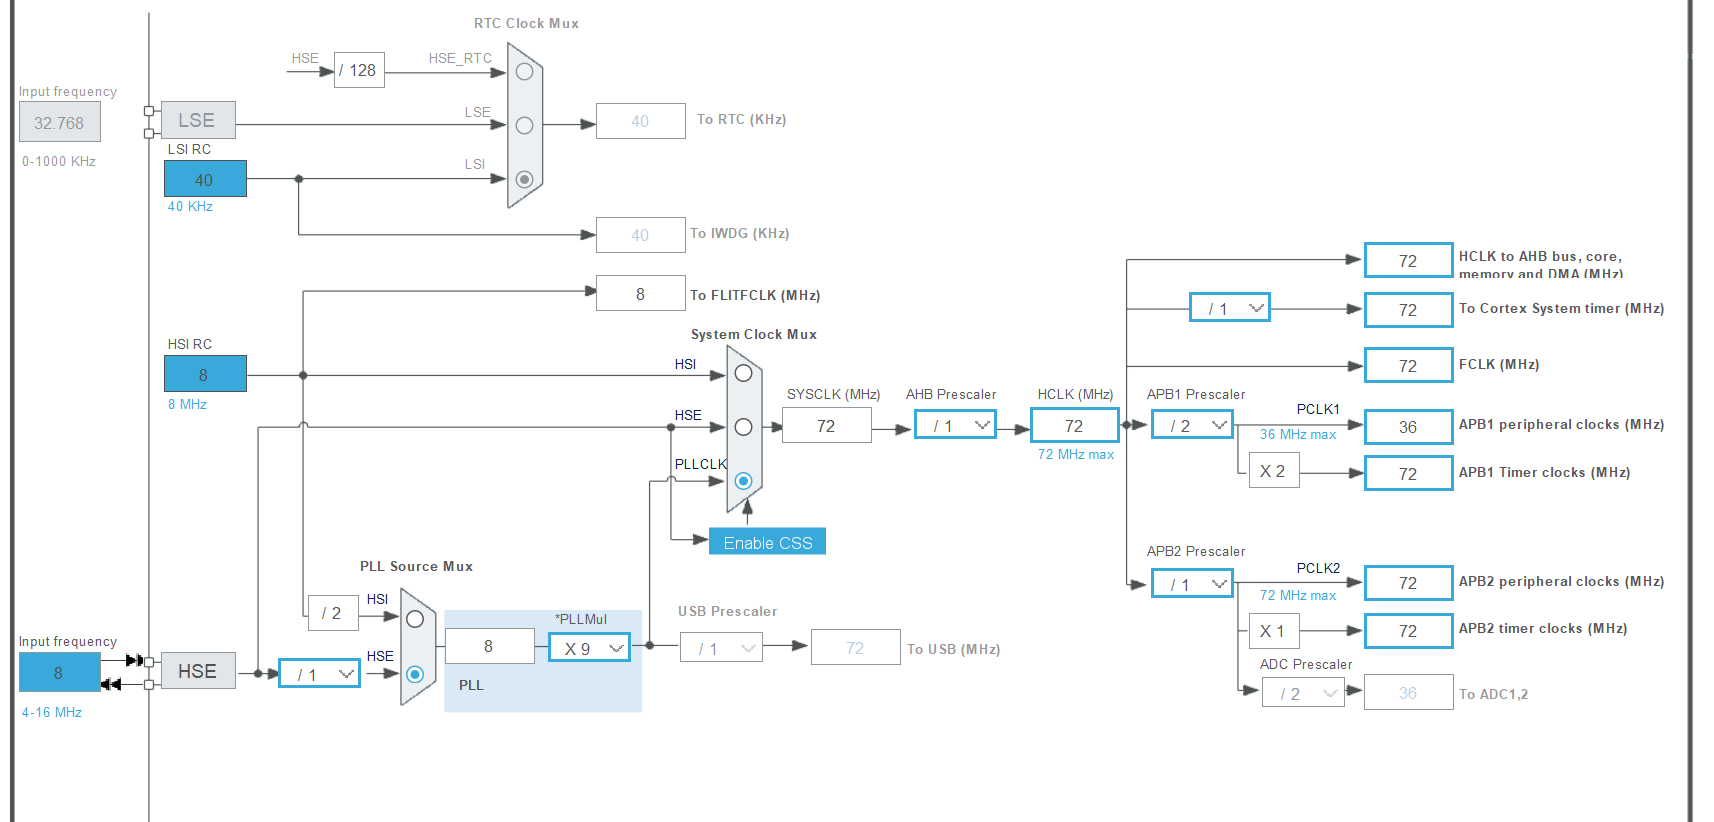 RTC Clock Mux
HSE
/ 128
HSE_RTC
Input frequency
32.768
0-1000 KHz
LSE
LSE
40
To RTC (KHz)
LSI RC
40
40 KHz
LSI
40
To IWDG (KHz)
8
To FLITFCLK (MHz)
HSI RC
8
8 MHz
System Clock Mux
HSI
HSE
PLLCLK
Enable CSS
SYSCLK (MHz)
72
AHB Prescaler
/ 1
HCLK (MHz)
72
72 MHz max
72
HCLK to AHB bus, core,
memory and DMA (MHz)
/ 1
72
To Cortex System timer (MHz)
72
FCLK (MHz)
APB1 Prescaler
/ 2
PCLK1
36 MHz max
36
APB1 peripheral clocks (MHz)
X 2
72
APB1 Timer clocks (MHz)
APB2 Prescaler
/ 1
PCLK2
72 MHz max
72
APB2 peripheral clocks (MHz)
X 1
72
APB2 timer clocks (MHz)
ADC Prescaler
/ 2
36
To ADC1,2
PLL Source Mux
/ 2
HSI
Input frequency
8
4-16 MHz
HSE
/ 1
HSE
8
*PLLMul
X 9
PLL
USB Prescaler
/ 1
72
To USB (MHz)